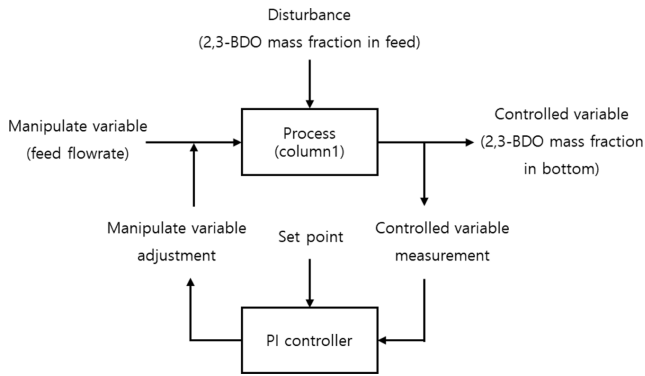 Disturbance
(2,3-BDO mass fraction in feed)
Manipulate variable
(feed flowrate)
Process
(column1)
Controlled variable
(2,3-BDO mass fraction
in bottom)
Manipulate variable
adjustment
Set point
Controlled variable
measurement
PI controller